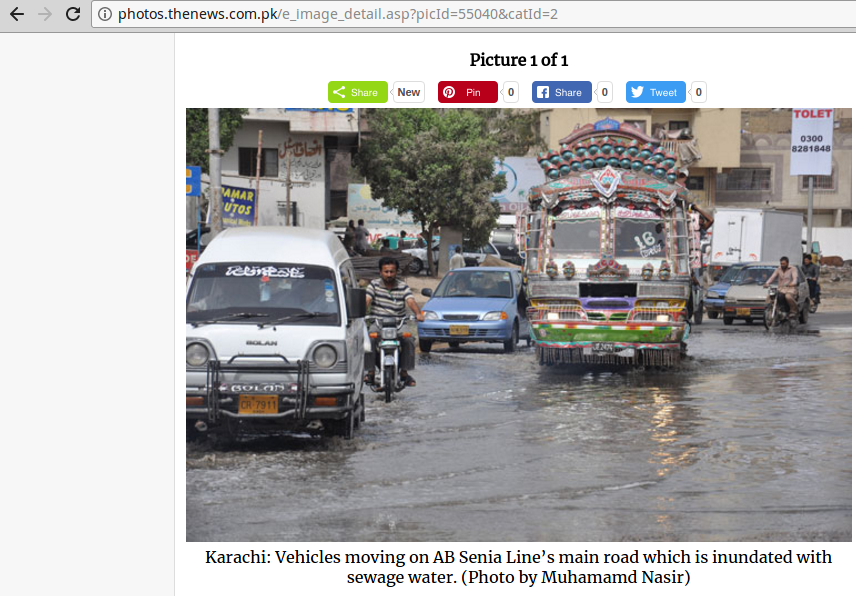 photos.thenews.com.pk/e_image_detail.asp?picId=55040&catId=2
Picture 1 of 1
Share
New
Pin
0
Share
0
Tweet
0
TOLET
0300
8281848
16
BOLAN
BOLAN
CR 7911
Karachi: Vehicles moving on AB Senia Line’s main road which is inundated with
sewage water. (Photo by Muhamamd Nasir)